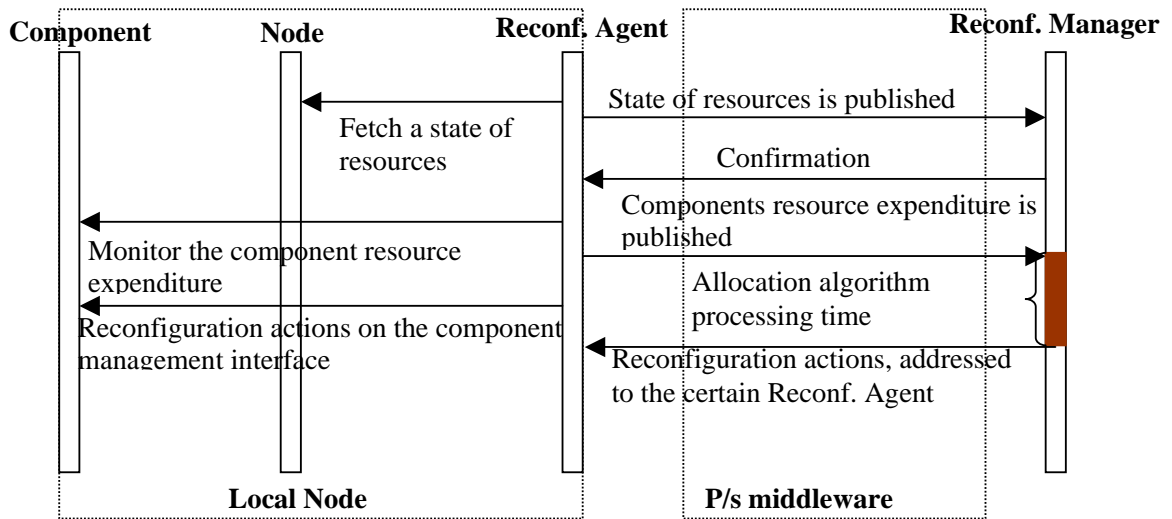 Component
Node
Reconf. Agent
Reconf. Manager
State of resources is published
Fetch a state of
resources
Confirmation
Components resource expenditure is
published
Monitor the component resource
expenditure
Allocation algorithm
processing time
Reconfiguration actions on the component
management interface
Reconfiguration actions, addressed
to the certain Reconf. Agent
Local Node
P/s middleware